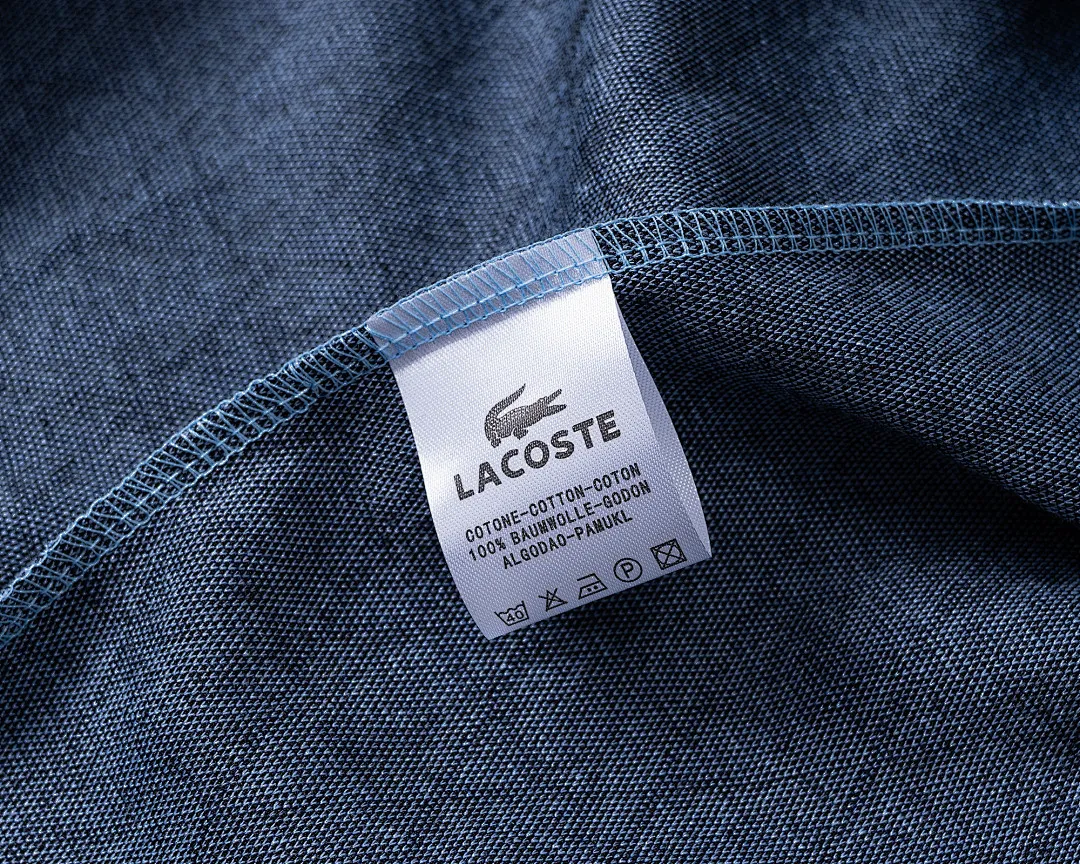 LACOSTE
COTONE-COTTON-COTON
100% BAUMWOLLE-GODON
ALGODAO-PAMUKL
40 P